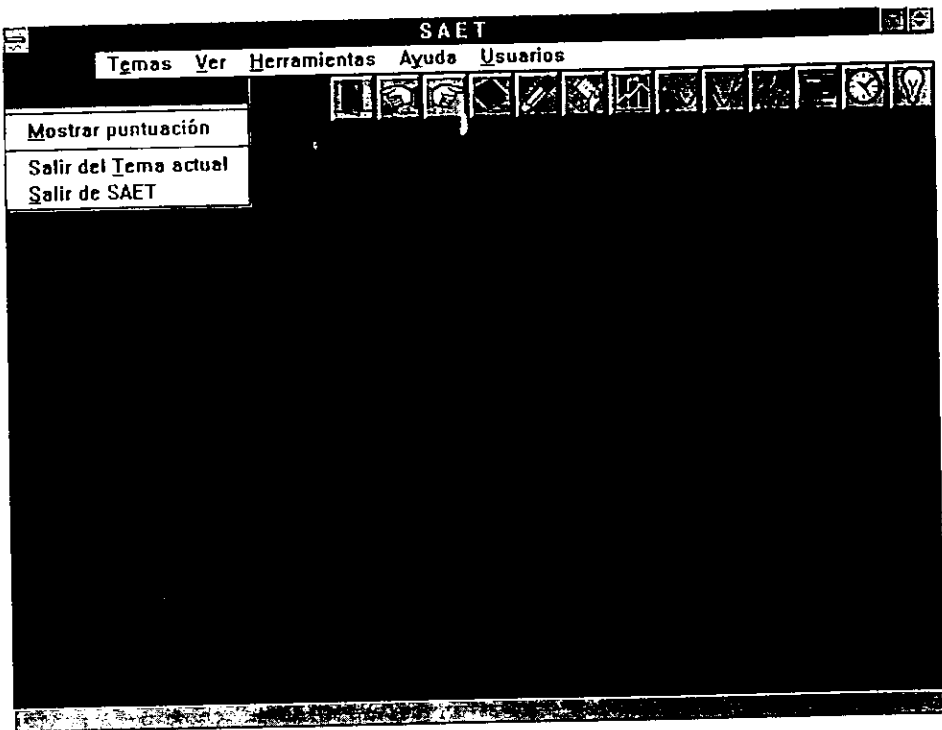 SAET
Temas Ver Herramientas Ayuda Usuarios
Mostrar puntuación
Salir del Tema actual
Salir de SAET